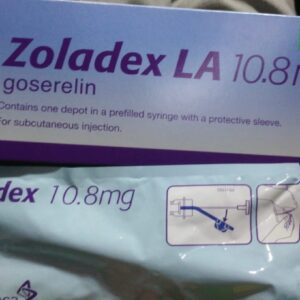 Zoladex LA 10.8
goserelin
Contains one depot in a prefilled syringe with a protective sleeve.
For subcutaneous injection.
dex 10.8mg